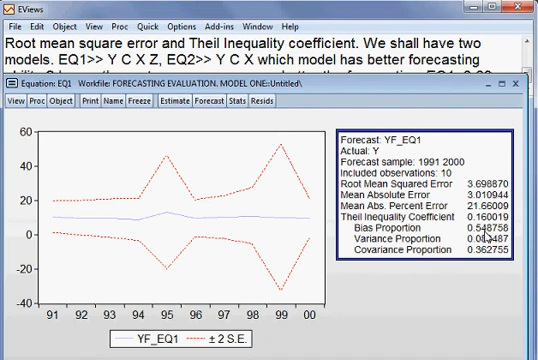 EViews
File Edit Object View Proc Quick Options Add-ins Window Help
Root mean square error and Theil Inequality coefficient. We shall have two
models. EQ1>> Y C X Z, EQ2>> Y C X which model has better forecasting
Equation: EQ1 Workfile: FORECASTING EVALUATION. MODEL ONE::Untitled\
View Proc Object Print Name Freeze Estimate Forecast Stats Resids
60
40
20
0
-20
-40
91 92 93 94 95 96 97 98 99 00
YF_EQ1 ± 2 S.E.
Forecast: YF_EQ1
Actual: Y
Forecast sample: 1991 2000
Included observations: 10
Root Mean Squared Error 3.698870
Mean Absolute Error 3.010944
Mean Abs. Percent Error 21.66009
Theil Inequality Coefficient 0.160019
Bias Proportion 0.548758
Variance Proportion
Covariance Proportion 0.362755